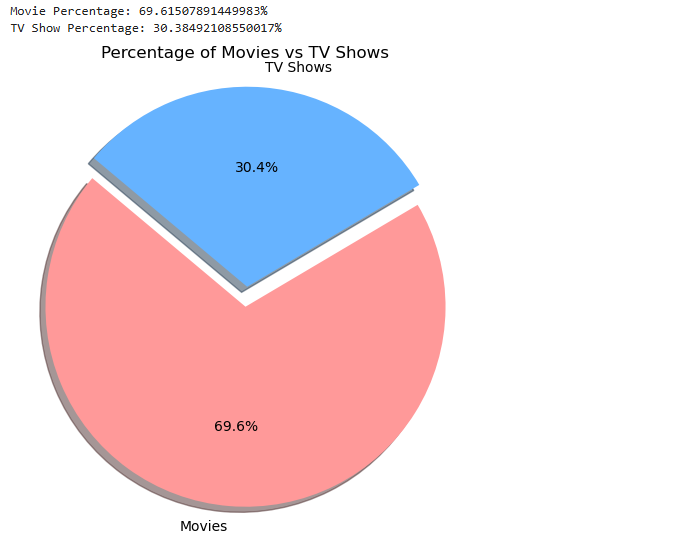 Movie Percentage: 69.61507891449983%
TV Show Percentage: 30.38492108550017%
Percentage of Movies vs TV Shows
TV Shows
30.4%
69.6%
Movies